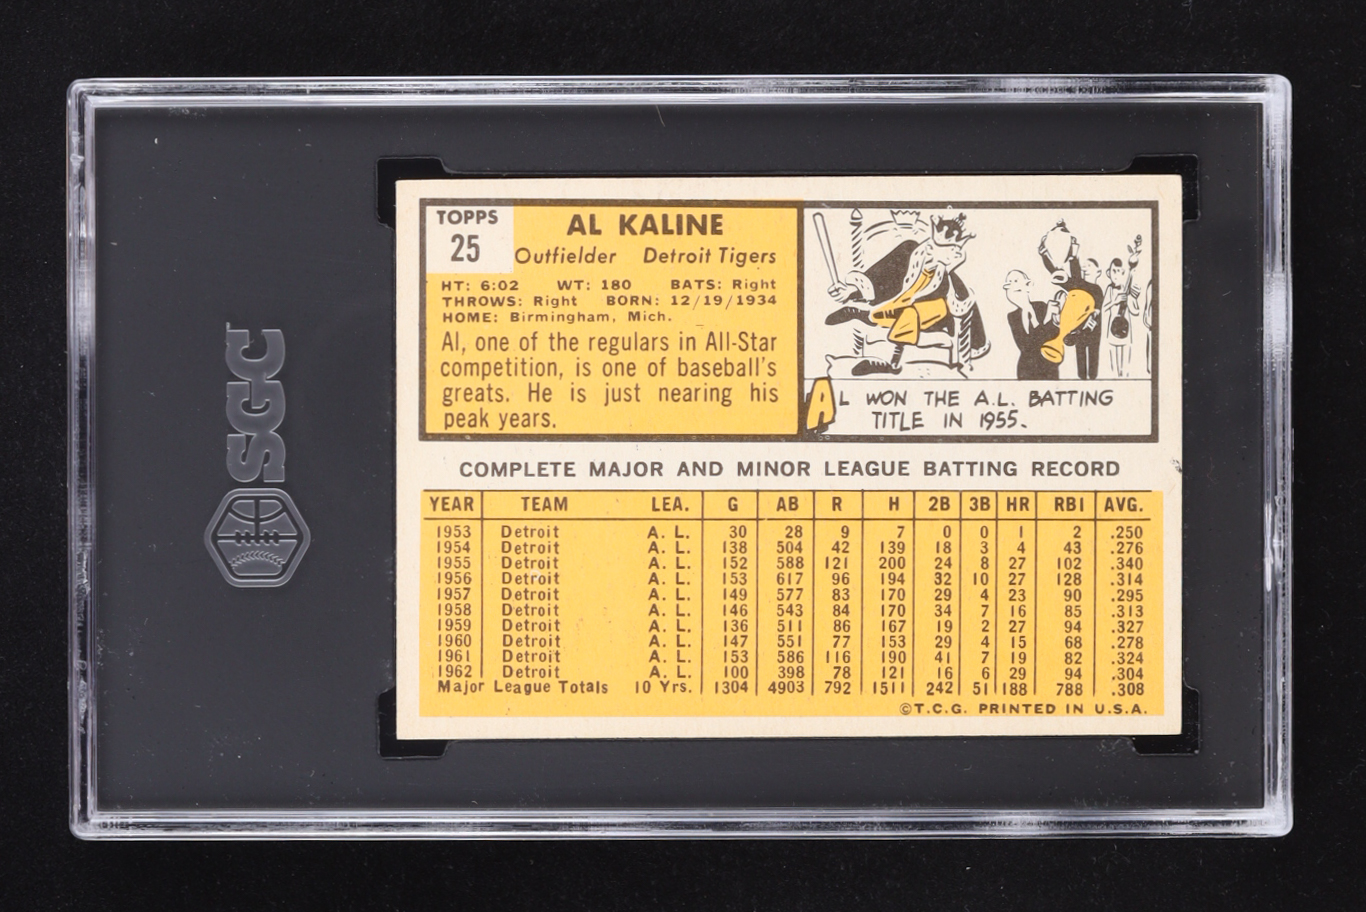 SGC
TOPPS
25
AL KALINE
Outfielder Detroit Tigers
HT: 6:02 WT: 180 BATS: Right
THROWS: Right BORN: 12/19/1934
HOME: Birmingham, Mich.
Al, one of the regulars in All-Star
competition, is one of baseball's
greats. He is just nearing his
peak years.
AL WON THE A.L. BATTING
TITLE IN 1955.
COMPLETE MAJOR AND MINOR LEAGUE BATTING RECORD
YEAR TEAM LEA. G AB R H 2B 3B HR RBI AVG.
1953 Detroit A. L. 30 28 9 7 0 0 1 2 .250
1954 Detroit A. L. 138 504 42 139 18 3 4 43 .276
1955 Detroit A. L. 152 588 121 200 24 8 27 102 .340
1956 Detroit A. L. 153 617 96 194 32 10 27 128 .314
1957 Detroit A. L. 149 577 83 170 29 4 23 90 .295
1958 Detroit A. L. 146 543 84 170 34 7 16 85 .313
1959 Detroit A. L. 136 511 86 167 19 2 27 94 .327
1960 Detroit A. L. 147 551 77 153 29 4 15 68 .278
1961 Detroit A. L. 153 586 116 190 41 7 19 82 .324
1962 Detroit A. L. 100 398 78 121 16 6 29 94 .304
Major League Totals 10 Yrs. 1304 4903 792 1511 242 51 188 788 .308
©T.C.G. PRINTED IN U.S.A.